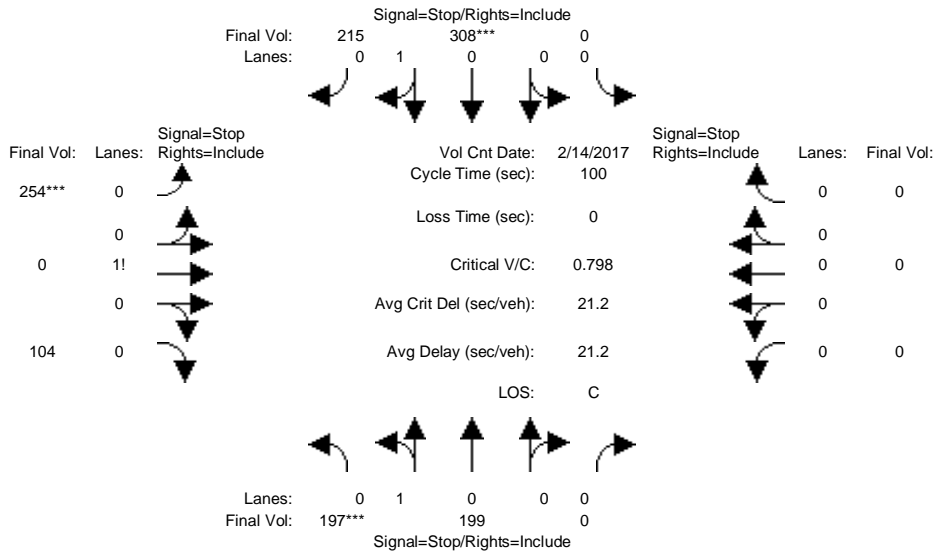 Signal=Stop/Rights=Include
Final Vol: 215 308*** 0
Lanes: 0 1 0 0 0
Signal=Stop Signal=Stop
Final Vol: Lanes: Rights=Include Vol Cnt Date: 2/14/2017 Rights=Include Lanes: Final Vol:
Cycle Time (sec): 100
254*** 0 0 0
Loss Time (sec): 0
0 0
0 1! Critical V/C: 0.798 0 0
0 Avg Crit Del (sec/veh): 21.2 0
104 0 Avg Delay (sec/veh): 21.2 0 0
LOS: C
Lanes: 0 1 0 0 0
Final Vol: 197*** 199 0
Signal=Stop/Rights=Include